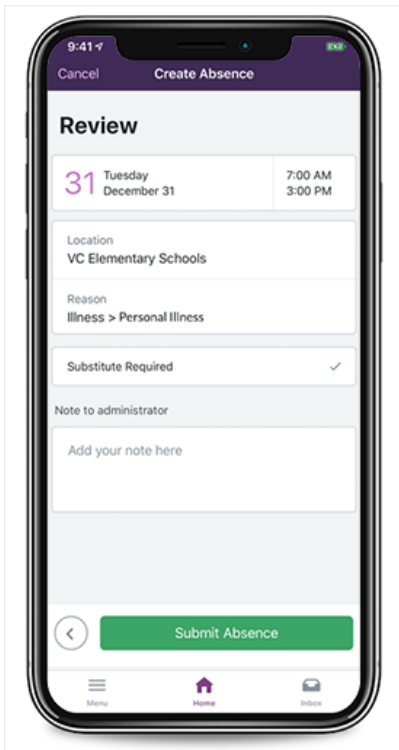 9:41
Cancel Create Absence
Review
31 Tuesday 7:00 AM
December 31 3:00 PM
Location
VC Elementary Schools
Reason
Illness > Personal Illness
Substitute Required
Note to administrator
Add your note here
Submit Absence
Menu Home Inbox